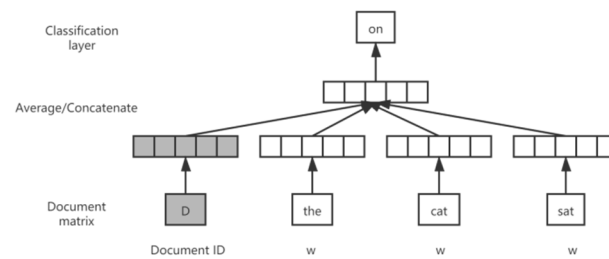 Classification
layer
on
Average/Concatenate
Document
matrix
D
the
cat
sat
Document ID
w
w
w